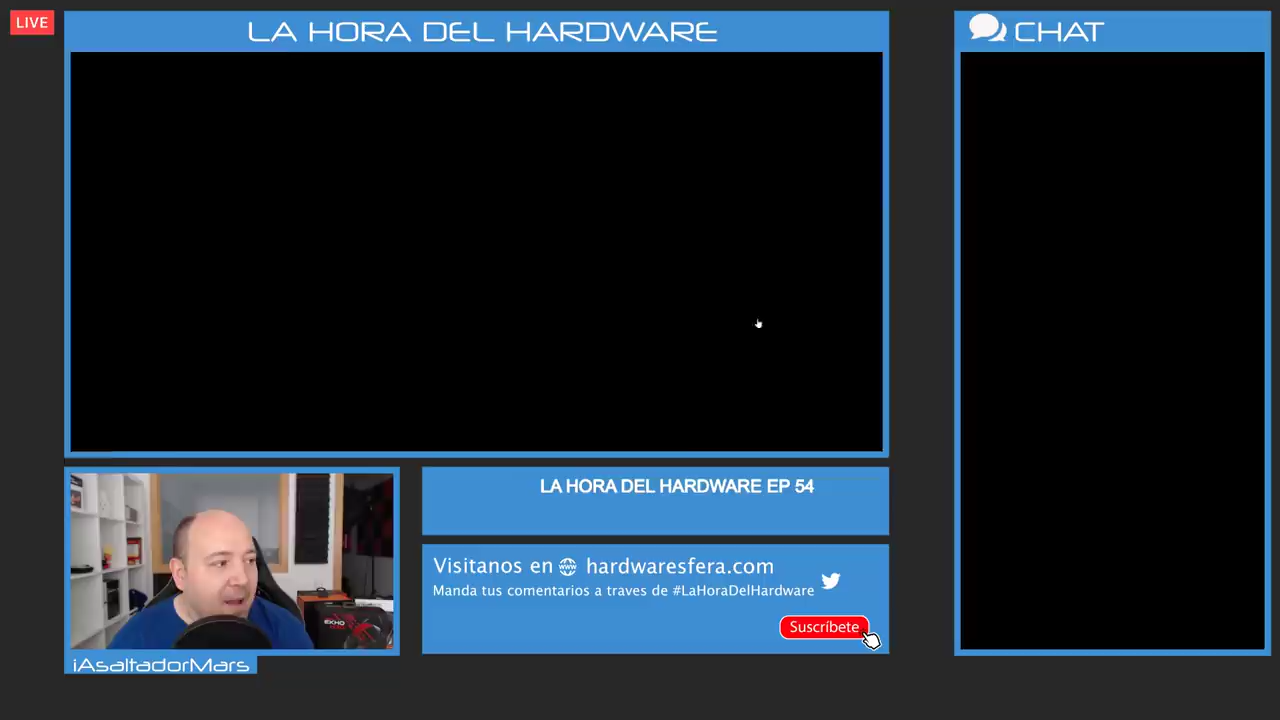 LIVE
LA HORA DEL HARDWARE
CHAT
LA HORA DEL HARDWARE EP 54
Visitanos en hardwaresfera.com
Manda tus comentarios a traves de #LaHoraDelHardware
Suscríbete
iAsaltadorMars